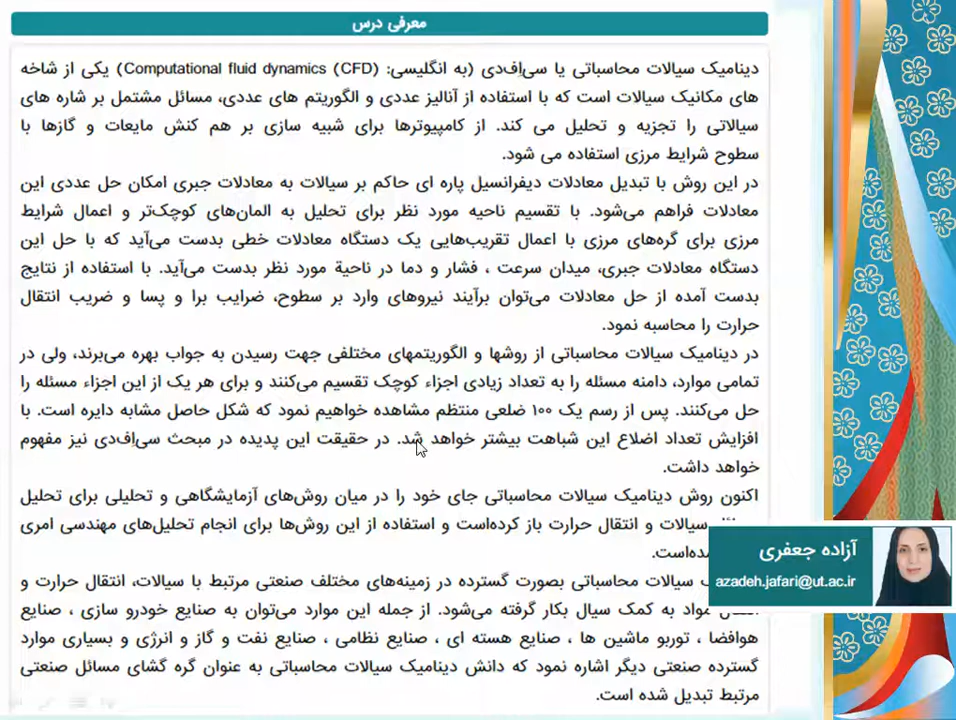 معرفی درس
دینامیک سیالات محاسباتی یا سی‌اِف‌دی (به انگلیسی: Computational fluid dynamics (CFD)) یکی از شاخه
های مکانیک سیالات است که با استفاده از آنالیز عددی و الگوریتم های عددی، مسائل مشتمل بر شاره های
سیالاتی را تجزیه و تحلیل می کند. از کامپیوترها برای شبیه سازی بر هم کنش مایعات و گازها با
سطوح شرایط مرزی استفاده می شود.
در این روش با تبدیل معادلات دیفرانسیل پاره ای حاکم بر سیالات به معادلات جبری امکان حل عددی این
معادلات فراهم می‌شود. با تقسیم ناحیه مورد نظر برای تحلیل به المان‌های کوچک‌تر و اعمال شرایط
مرزی برای گره‌های مرزی با اعمال تقریب‌هایی یک دستگاه معادلات خطی بدست می‌آید که با حل این
دستگاه معادلات جبری، میدان سرعت ، فشار و دما در ناحیهٔ مورد نظر بدست می‌آید. با استفاده از نتایج
بدست آمده از حل معادلات می‌توان برآیند نیروهای وارد بر سطوح، ضرایب برا و پسا و ضریب انتقال
حرارت را محاسبه نمود.
در دینامیک سیالات محاسباتی از روشها و الگوریتمهای مختلفی جهت رسیدن به جواب بهره می‌برند، ولی در
تمامی موارد، دامنه مسئله را به تعداد زیادی اجزاء کوچک تقسیم می‌کنند و برای هر یک از این اجزاء مسئله را
حل می‌کنند. پس از رسم یک ۱۰۰ ضلعی منتظم مشاهده خواهیم نمود که شکل حاصل مشابه دایره است. با
افزایش تعداد اضلاع این شباهت بیشتر خواهد شد. در حقیقت این پدیده در مبحث سی‌اِف‌دی نیز مفهوم
خواهد داشت.
اکنون روش دینامیک سیالات محاسباتی جای خود را در میان روش‌های آزمایشگاهی و تحلیلی برای تحلیل
سیالات و انتقال حرارت باز کرده‌است و استفاده از این روش‌ها برای انجام تحلیل‌های مهندسی امری
شده‌است.
سیالات محاسباتی بصورت گسترده در زمینه‌های مختلف صنعتی مرتبط با سیالات، انتقال حرارت و
مواد به کمک سیال بکار گرفته می‌شود. از جمله این موارد می‌توان به صنایع خودرو سازی ، صنایع
هوافضا ، توربو ماشین ها ، صنایع هسته ای ، صنایع نظامی ، صنایع نفت و گاز و انرژی و بسیاری موارد
گسترده صنعتی دیگر اشاره نمود که دانش دینامیک سیالات محاسباتی به عنوان گره گشای مسائل صنعتی
مرتبط تبدیل شده است.
آزاده جعفری
azadeh.jafari@ut.ac.ir